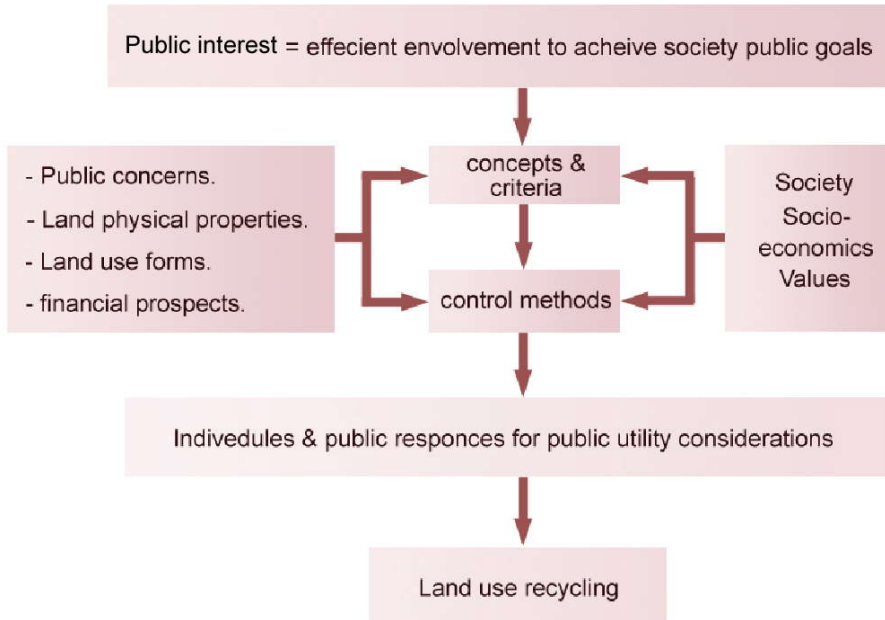 Public interest = effecient envolvement to acheive society public goals
- Public concerns.
- Land physical properties.
- Land use forms.
- financial prospects.
concepts &
criteria
control methods
Society
Socio-
economics
Values
Indivedules & public responces for public utility considerations
Land use recycling